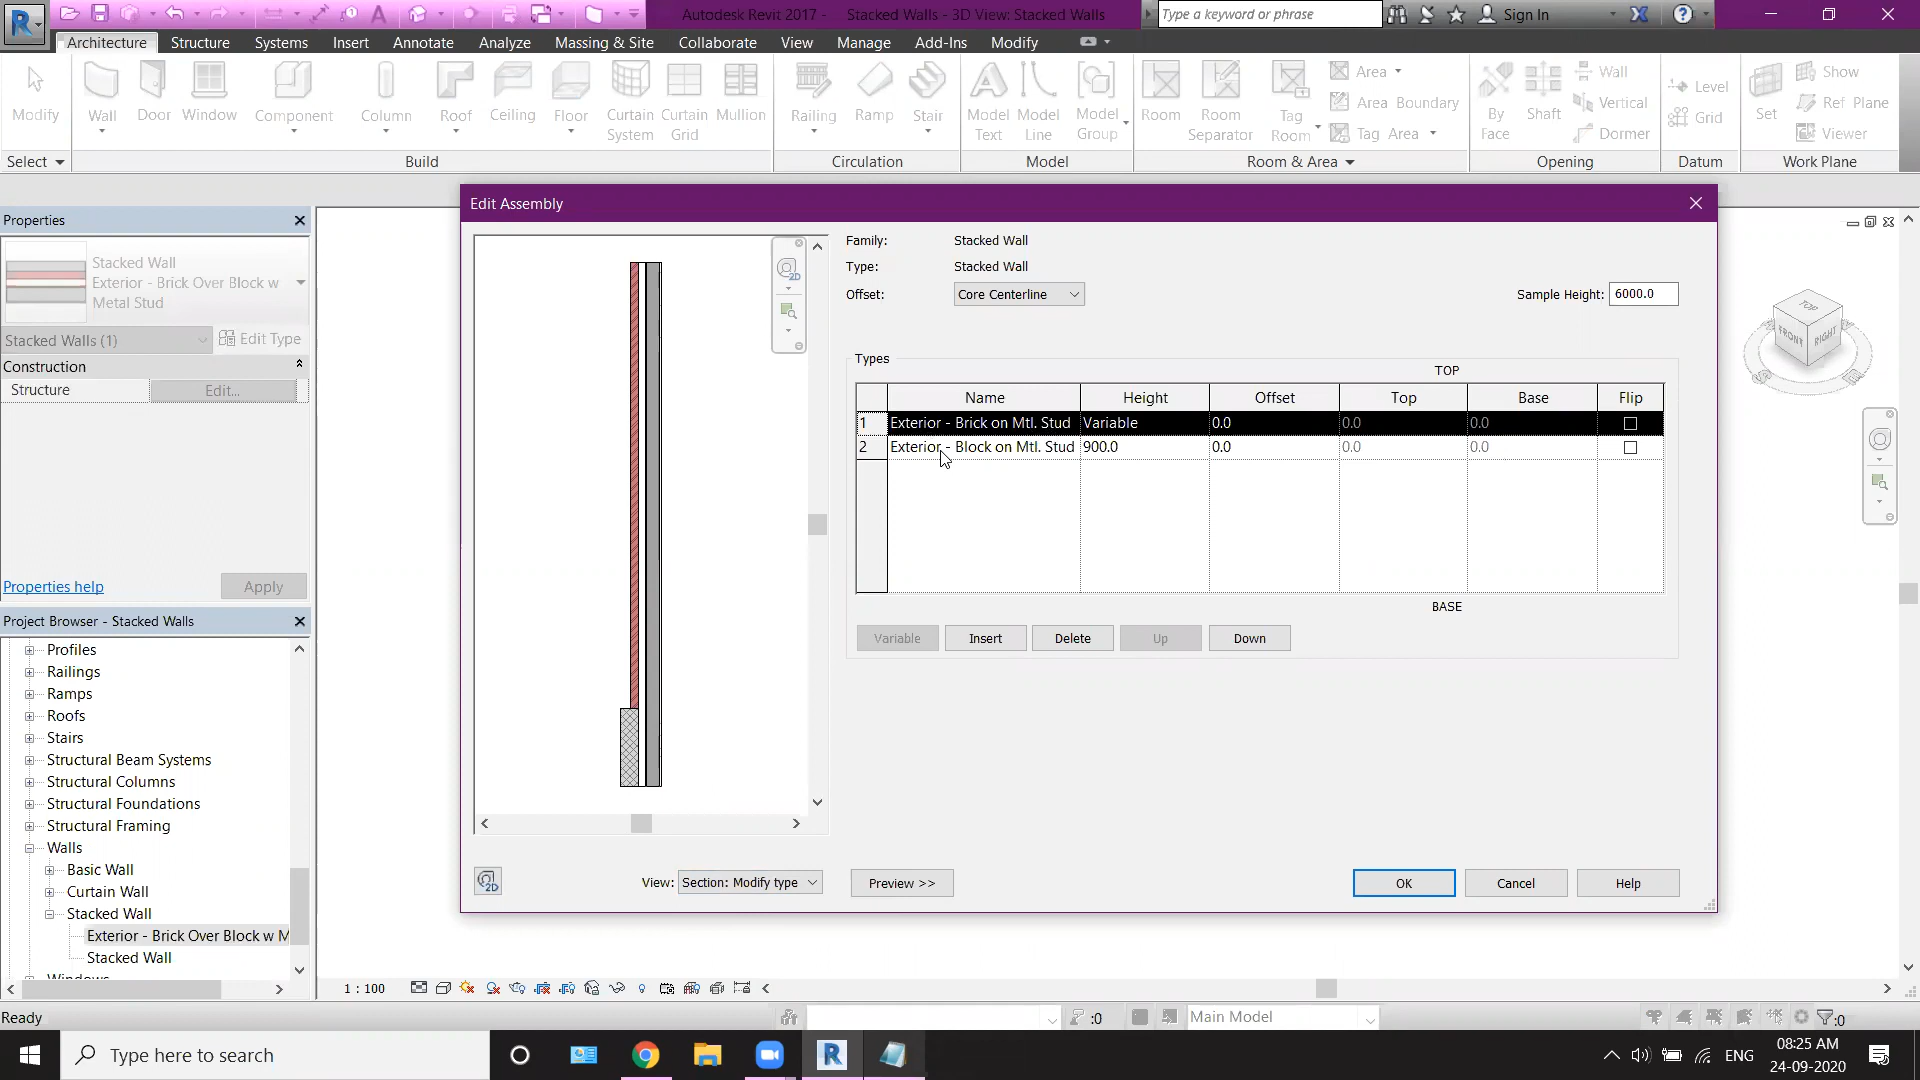 Autodesk Revit 2017 - Stacked Walls - 3D View: Stacked Walls
Type a keyword or phrase
Sign In
Architecture Structure Systems Insert Annotate Analyze Massing & Site Collaborate View Manage Add-Ins Modify
Modify
Wall
Door
Window
Component
Column
Roof
Ceiling
Floor
Curtain System
Curtain Grid
Mullion
Railing
Ramp
Stair
Model Text
Model Line
Model Group
Room
Room Separator
Tag Room
Area
Area Boundary
Tag Area
By Face
Shaft
Wall
Vertical
Dormer
Level
Grid
Set
Show
Ref Plane
Viewer
Select
Build
Circulation
Model
Room & Area
Opening
Datum
Work Plane
Properties
Stacked Wall
Exterior - Brick Over Block w
Metal Stud
Stacked Walls (1)
Edit Type
Construction
Structure
Edit...
Properties help
Apply
Project Browser - Stacked Walls
Profiles
Railings
Ramps
Roofs
Stairs
Structural Beam Systems
Structural Columns
Structural Foundations
Structural Framing
Walls
Basic Wall
Curtain Wall
Stacked Wall
Exterior - Brick Over Block w M
Stacked Wall
Windows
Edit Assembly
Family: Stacked Wall
Type: Stacked Wall
Offset: Core Centerline
Sample Height: 6000.0
Types
TOP
Name Height Offset Top Base Flip
1 Exterior - Brick on Mtl. Stud Variable 0.0 0.0 0.0
2 Exterior - Block on Mtl. Stud 900.0 0.0 0.0 0.0
BASE
Variable Insert Delete Up Down
View: Section: Modify type
Preview >>
OK Cancel Help
2D
2D
TOP
FRONT
RIGHT
1 : 100
Ready
:0
Main Model
:0
Type here to search
ENG
08:25 AM
24-09-2020